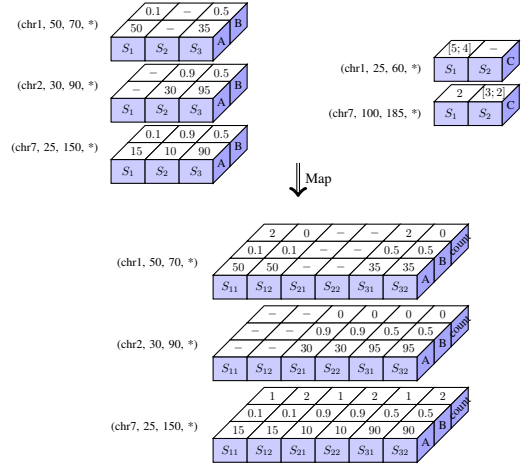 0.1 − 0.5
(chr1, 50, 70, *) 50 − 35 A B
S1 S2 S3
− 0.9 0.5
(chr2, 30, 90, *) − 30 95 A B
S1 S2 S3
0.1 0.9 0.5
(chr7, 25, 150, *) 15 10 90 A B
S1 S2 S3
[5; 4] −
(chr1, 25, 60, *) S1 S2 C
2 [3; 2]
(chr7, 100, 185, *) S1 S2 C
Map
2 0 − − 2 0
0.1 0.1 − − 0.5 0.5
(chr1, 50, 70, *) 50 50 − − 35 35 A B count
S11 S12 S21 S22 S31 S32
− − 0 0 0 0
− − 0.9 0.9 0.5 0.5
(chr2, 30, 90, *) − − 30 30 95 95 A B count
S11 S12 S21 S22 S31 S32
1 2 1 2 1 2
0.1 0.1 0.9 0.9 0.5 0.5
(chr7, 25, 150, *) 15 15 10 10 90 90 A B count
S11 S12 S21 S22 S31 S32